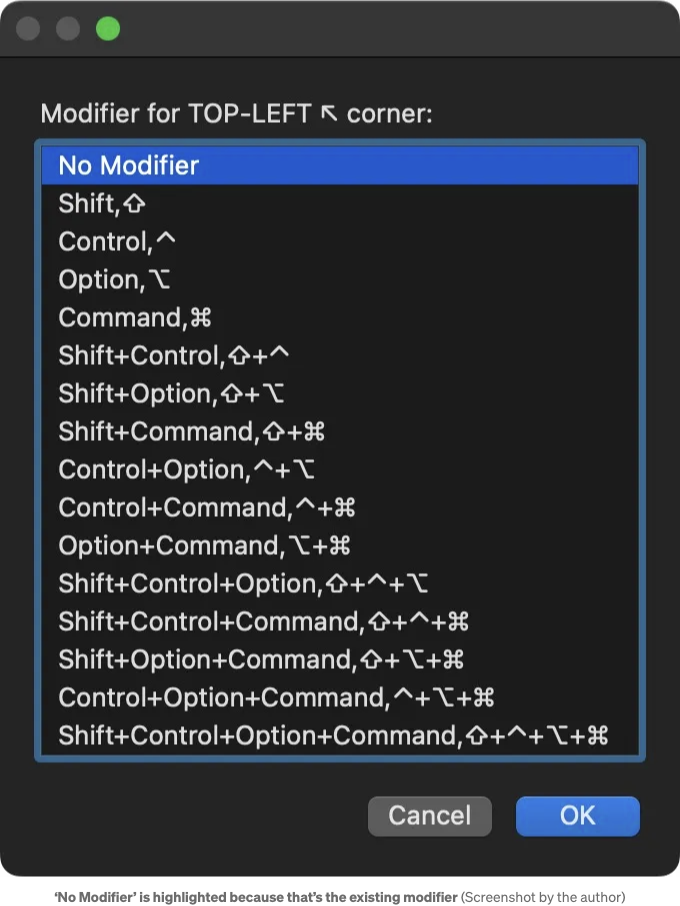 Modifier for TOP-LEFT ↖ corner:
No Modifier
Shift,⇧
Control,^
Option,⌥
Command,⌘
Shift+Control,⇧+^
Shift+Option,⇧+⌥
Shift+Command,⇧+⌘
Control+Option,^+⌥
Control+Command,^+⌘
Option+Command,⌥+⌘
Shift+Control+Option,⇧+^+⌥
Shift+Control+Command,⇧+^+⌘
Shift+Option+Command,⇧+⌥+⌘
Control+Option+Command,^+⌥+⌘
Shift+Control+Option+Command,⇧+^+⌥+⌘
Cancel OK
‘No Modifier’ is highlighted because that’s the existing modifier (Screenshot by the author)